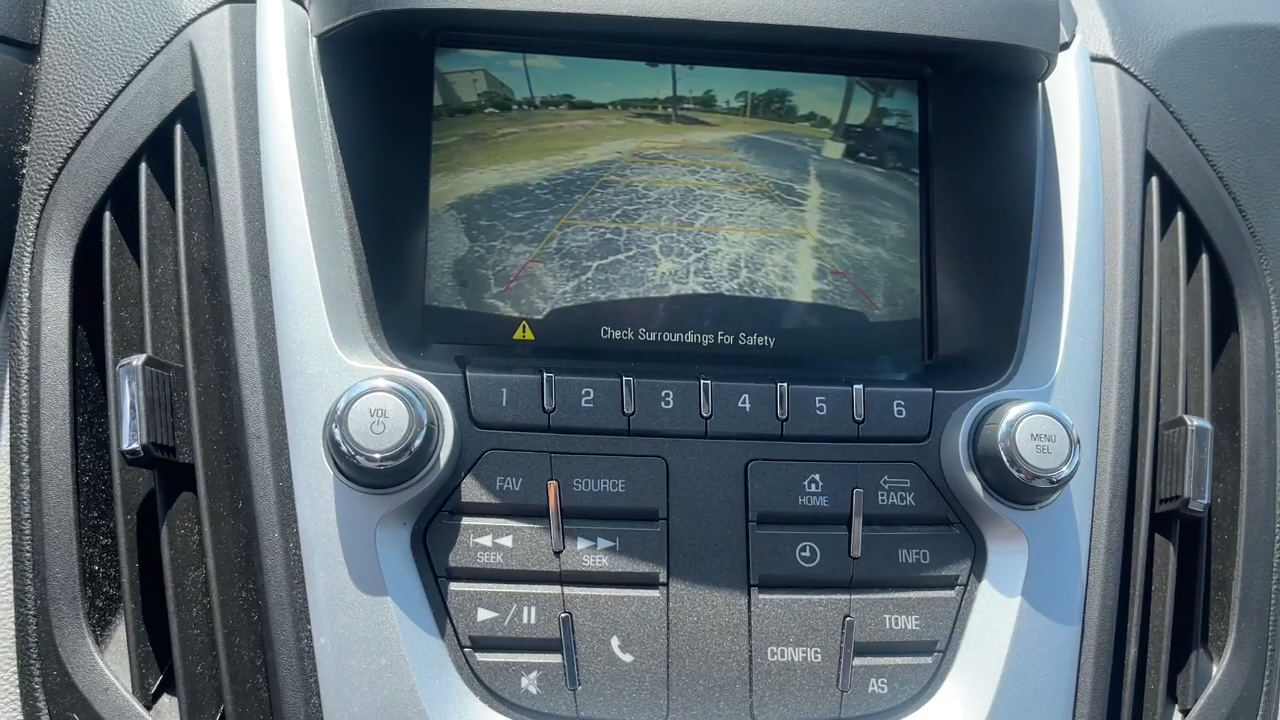 Check Surroundings For Safety
1 2 3 4 5 6
VOL
MENU
SEL
FAV SOURCE
HOME BACK
SEEK SEEK
INFO
TONE
CONFIG
AS